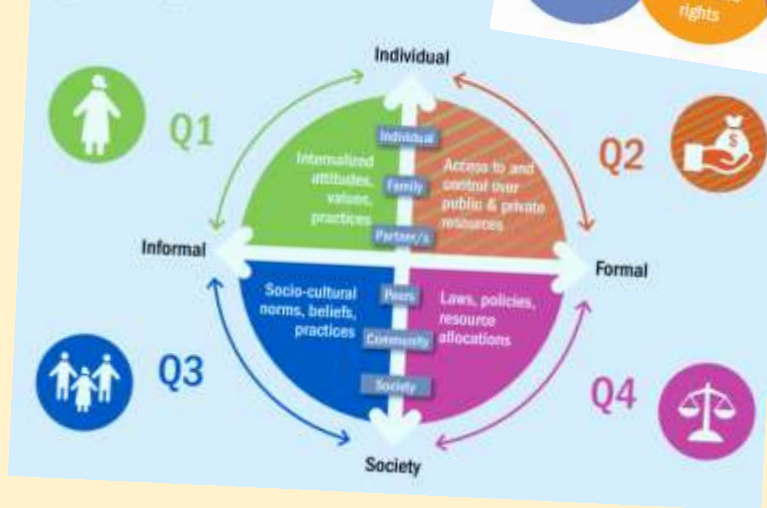 rights
Individual
Q1
Individual
Q2
Internalized
attitudes,
values,
practices
Family
Access to and
control over
public & private
resources
Partner/s
Informal
Formal
Socio-cultural
norms, beliefs,
practices
Peers
Laws, policies,
resource
allocations
Community
Q3
Society
Q4
Society